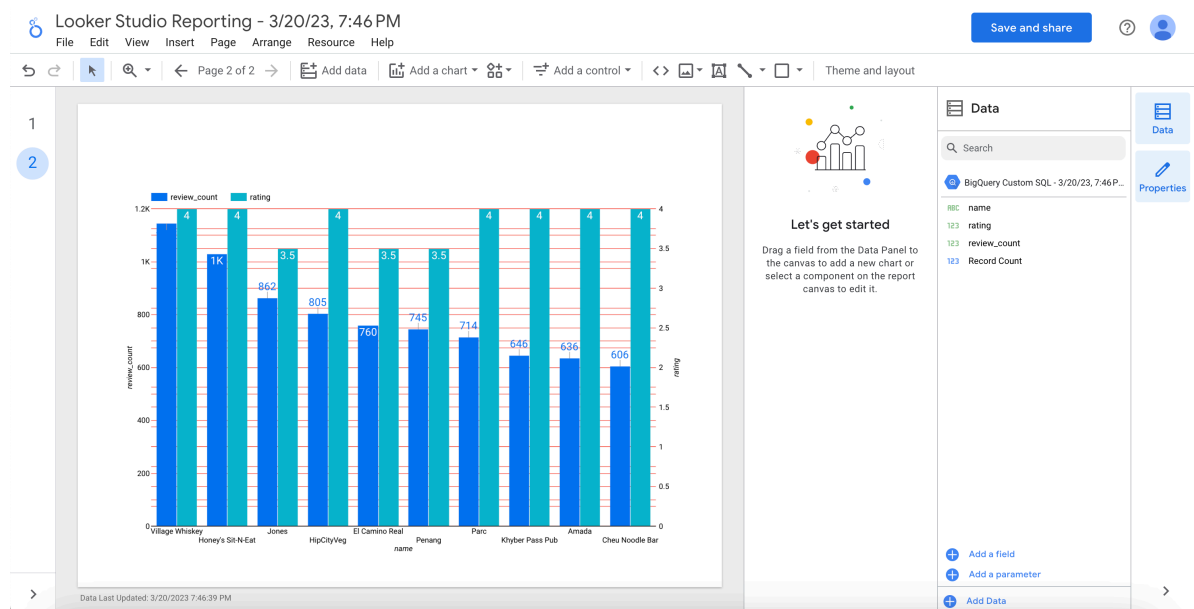 Looker Studio Reporting - 3/20/23, 7:46 PM
File Edit View Insert Page Arrange Resource Help
Save and share
Page 2 of 2
Add data
Add a chart
Add a control
Theme and layout
1
2
review_count rating
1.2K
1K
800
600
400
200
0
review_count
4
4
1K
3.5
862
4
805
3.5
760
3.5
745
4
714
4
646
4
636
4
606
4
3.5
3
2.5
2
1.5
1
0.5
0
rating
Village Whiskey
Honey's Sit-N-Eat
Jones
HipCityVeg
El Camino Real
Penang
Parc
Khyber Pass Pub
Amada
Cheu Noodle Bar
name
Data Last Updated: 3/20/2023 7:46:39 PM
Let's get started
Drag a field from the Data Panel to
the canvas to add a new chart or
select a component on the report
canvas to edit it.
Data
Search
BigQuery Custom SQL - 3/20/23, 7:46 P...
ABC name
123 rating
123 review_count
123 Record Count
Add a field
Add a parameter
Add Data
Data
Properties